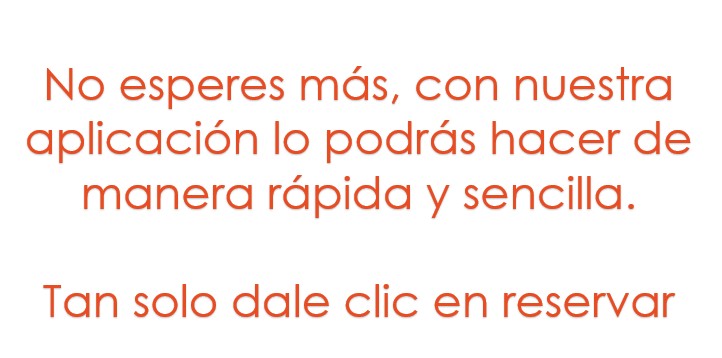 No esperes más, con nuestra
aplicación lo podrás hacer de
manera rápida y sencilla.
Tan solo dale clic en reservar